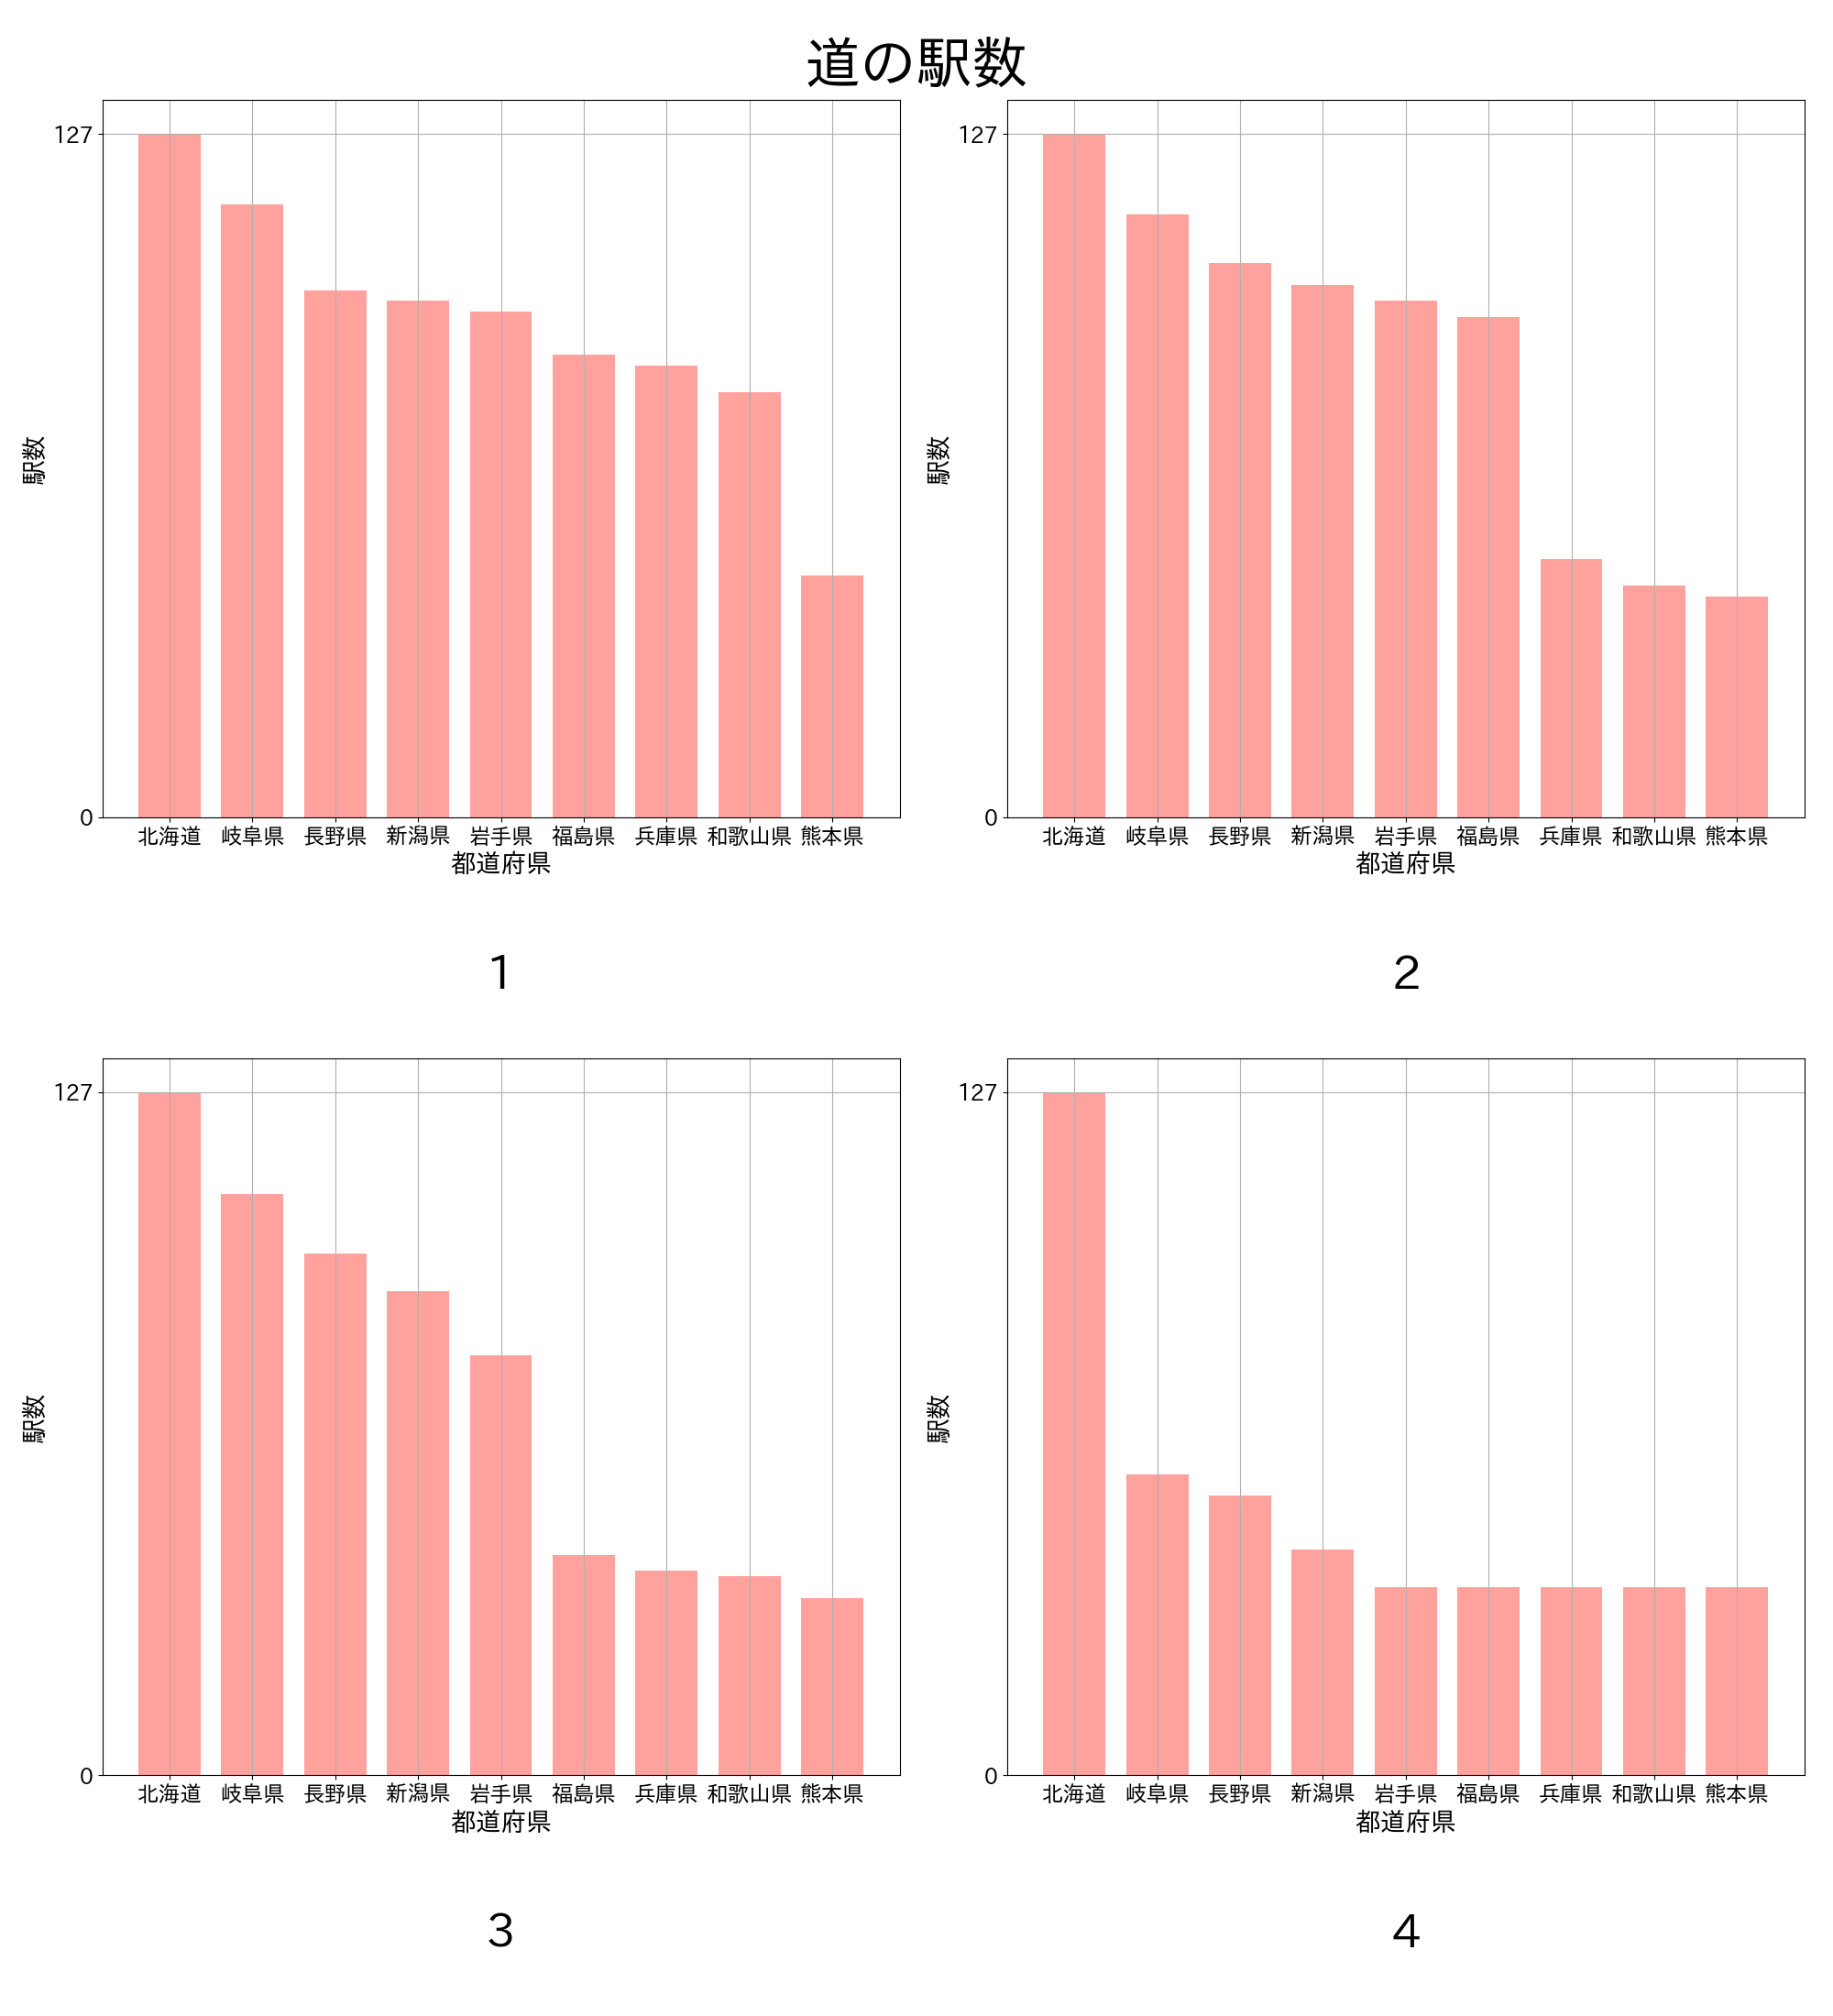 道の駅数
127
0
駅数
北海道 岐阜県 長野県 新潟県 岩手県 福島県 兵庫県 和歌山県 熊本県
都道府県
1
127
0
駅数
北海道 岐阜県 長野県 新潟県 岩手県 福島県 兵庫県 和歌山県 熊本県
都道府県
2
127
0
駅数
北海道 岐阜県 長野県 新潟県 岩手県 福島県 兵庫県 和歌山県 熊本県
都道府県
3
127
0
駅数
北海道 岐阜県 長野県 新潟県 岩手県 福島県 兵庫県 和歌山県 熊本県
都道府県
4